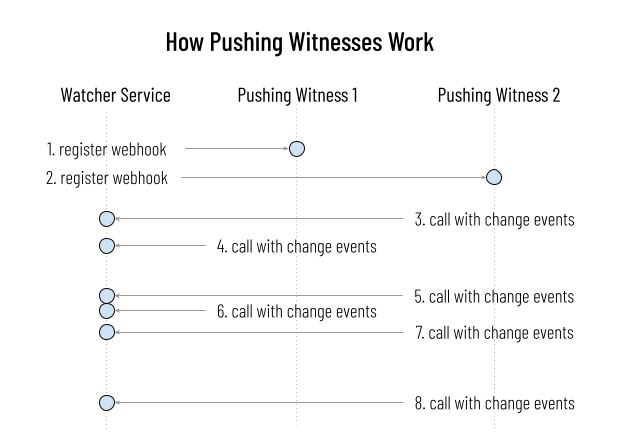 How Pushing Witnesses Work
Watcher Service
Pushing Witness 1
Pushing Witness 2
1. register webhook
2. register webhook
3. call with change events
4. call with change events
5. call with change events
6. call with change events
7. call with change events
8. call with change events